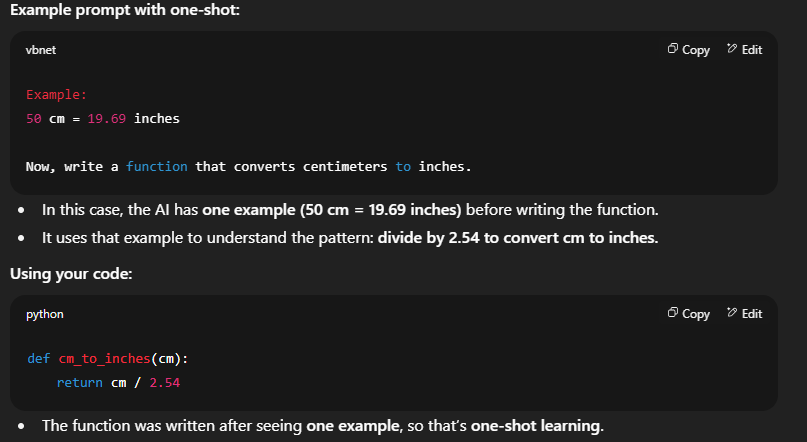 Example prompt with one-shot:
vbnet
Copy Edit
Example:
50 cm = 19.69 inches
Now, write a function that converts centimeters to inches.
• In this case, the AI has one example (50 cm = 19.69 inches) before writing the function.
• It uses that example to understand the pattern: divide by 2.54 to convert cm to inches.
Using your code:
python
Copy Edit
def cm_to_inches(cm):
    return cm / 2.54
• The function was written after seeing one example, so that's one-shot learning.